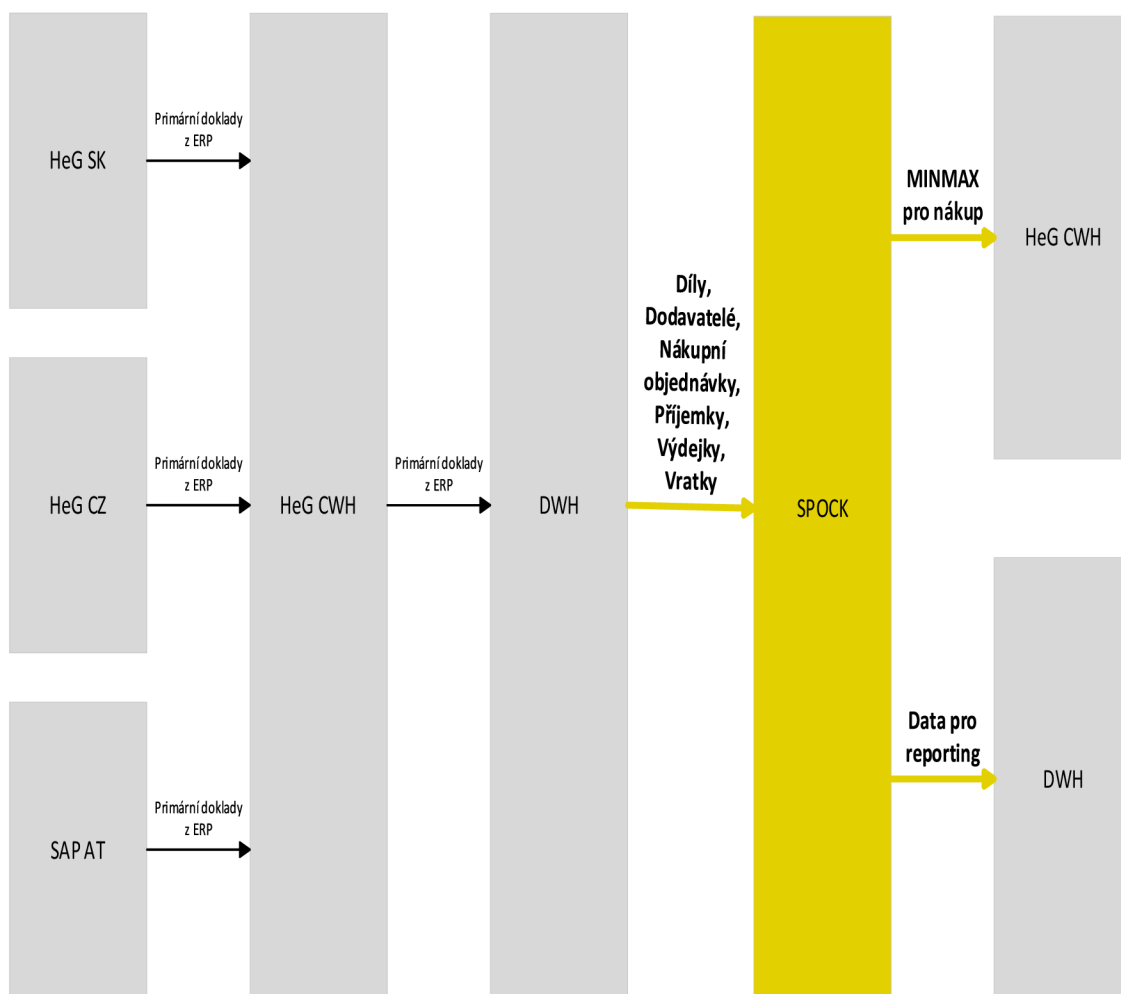 HeG SK
Primární doklady
z ERP
HeG CZ
Primární doklady
z ERP
SAP AT
Primární doklady
z ERP
HeG CWH
Primární doklady
z ERP
DWH
Díly,
Dodavatelé,
Nákupní
objednávky,
Příjemky,
Výdejky,
Vratky
SPOCK
MINMAX
pro nákup
HeG CWH
Data pro
reporting
DWH